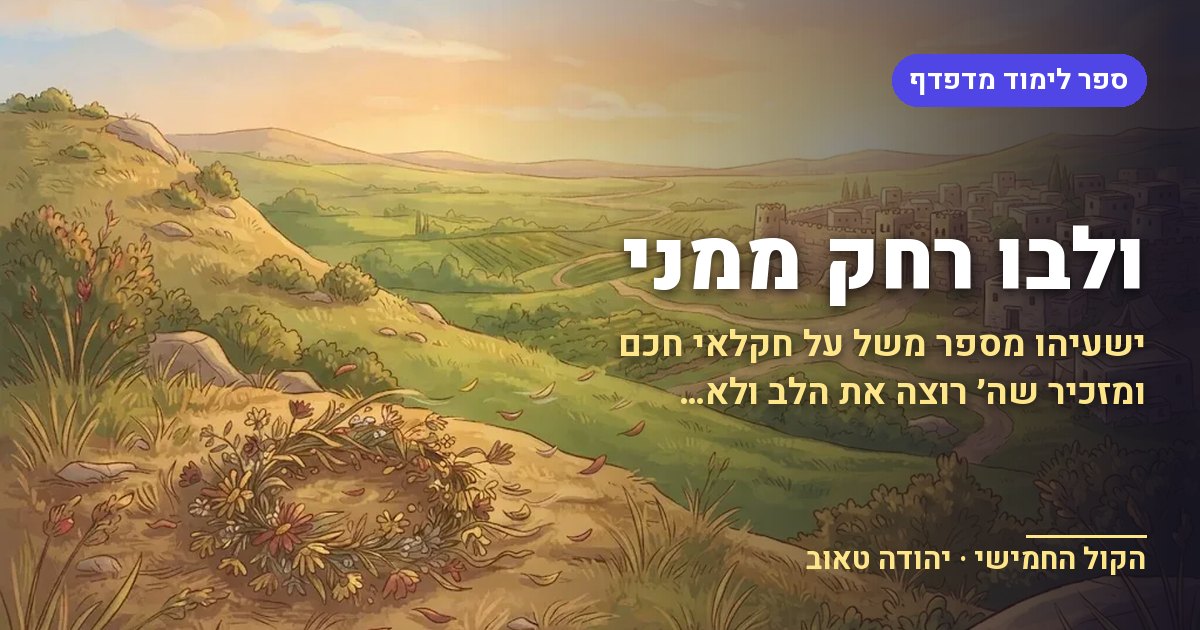 ספר לימוד מדפדף
ולבו רחק ממני
ישעיהו מספר משל על חקלאי חכם
ומזכיר שה׳ רוצה את הלב ולא...
הקול החמישי · יהודה טאוב